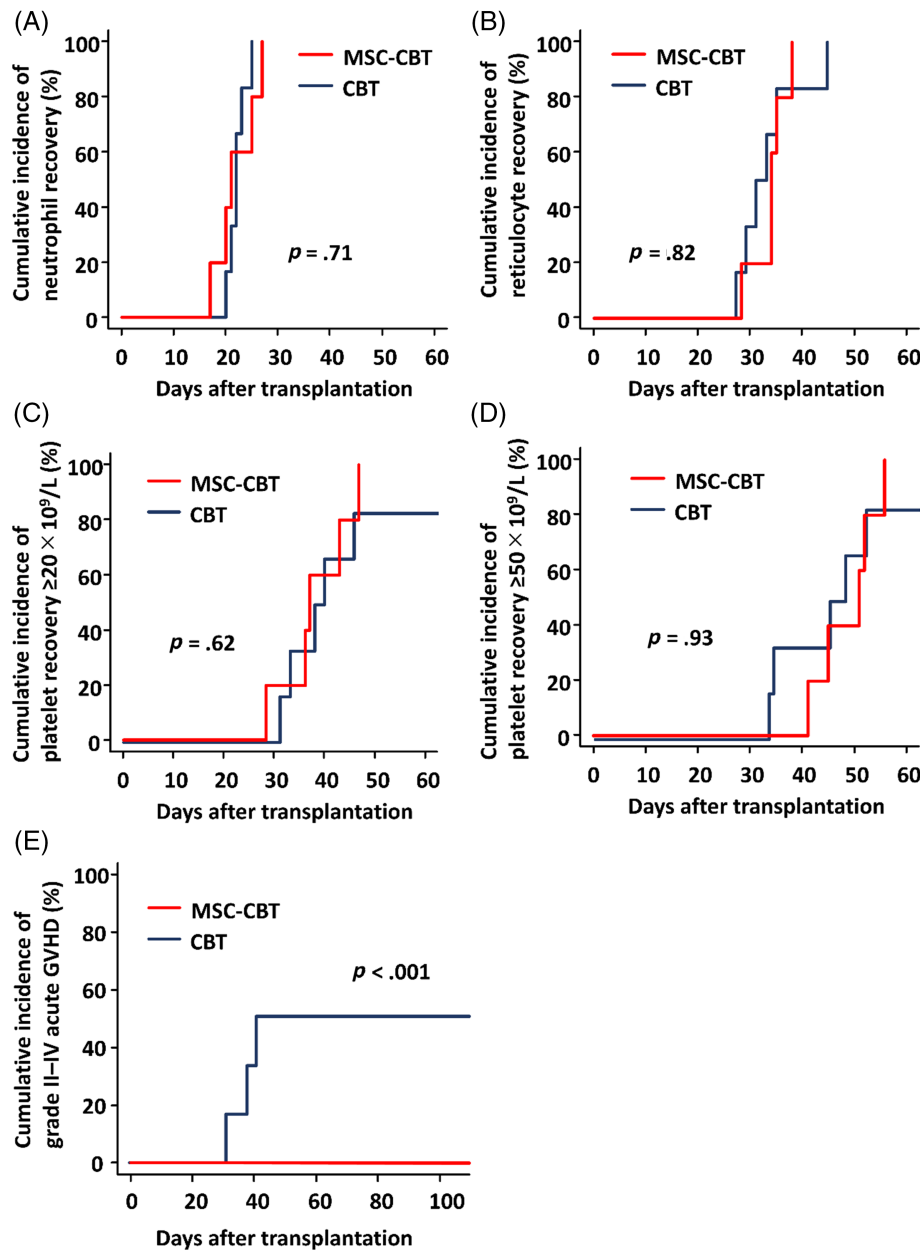 (A)
Cumulative incidence of
neutrophil recovery (%)
100
80
60
40
20
0
MSC-CBT
CBT
p = .71
0 10 20 30 40 50 60
Days after transplantation
(B)
Cumulative incidence of
reticulocyte recovery (%)
100
80
60
40
20
0
MSC-CBT
CBT
p = .82
0 10 20 30 40 50 60
Days after transplantation
(C)
Cumulative incidence of
platelet recovery ≥20 × 10⁹/L (%)
100
80
60
40
20
0
MSC-CBT
CBT
p = .62
0 10 20 30 40 50 60
Days after transplantation
(D)
Cumulative incidence of
platelet recovery ≥50 × 10⁹/L (%)
100
80
60
40
20
0
MSC-CBT
CBT
p = .93
0 10 20 30 40 50 60
Days after transplantation
(E)
Cumulative incidence of
grade II–IV acute GVHD (%)
100
80
60
40
20
0
MSC-CBT
CBT
p < .001
0 20 40 60 80 100
Days after transplantation